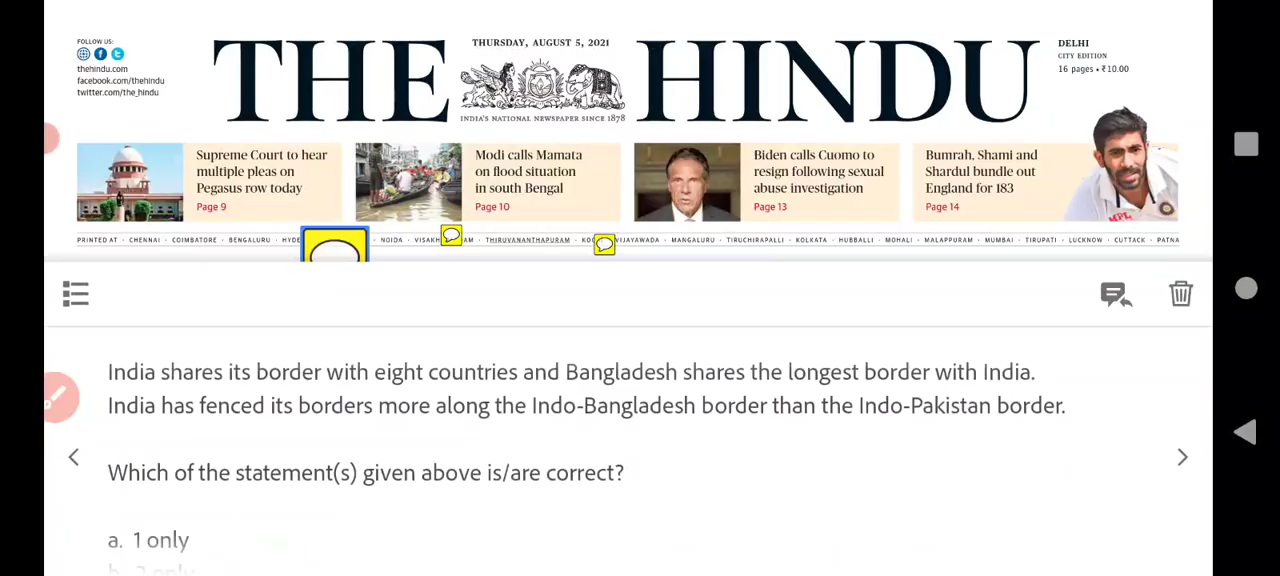 FOLLOW US:
thehindu.com
facebook.com/thehindu
twitter.com/the_hindu
THE HINDU
THURSDAY, AUGUST 5, 2021
INDIA'S NATIONAL NEWSPAPER SINCE 1878
DELHI
CITY EDITION
16 pages • ₹10.00
Supreme Court to hear
multiple pleas on
Pegasus row today
Page 9
Modi calls Mamata
on flood situation
in south Bengal
Page 10
Biden calls Cuomo to
resign following sexual
abuse investigation
Page 13
Bumrah, Shami and
Shardul bundle out
England for 183
Page 14
PRINTED AT • CHENNAI • COIMBATORE • BENGALURU • HYDE • NOIDA • VISAKH AM • THIRUVANANTHAPURAM • KO VIJAYAWADA • MANGALURU • TIRUCHIRAPALLI • KOLKATA • HUBBALLI • MOHALI • MALAPPURAM • MUMBAI • TIRUPATI • LUCKNOW • CUTTACK • PATNA
India shares its border with eight countries and Bangladesh shares the longest border with India.
India has fenced its borders more along the Indo-Bangladesh border than the Indo-Pakistan border.
Which of the statement(s) given above is/are correct?
a. 1 only
b. 2 only